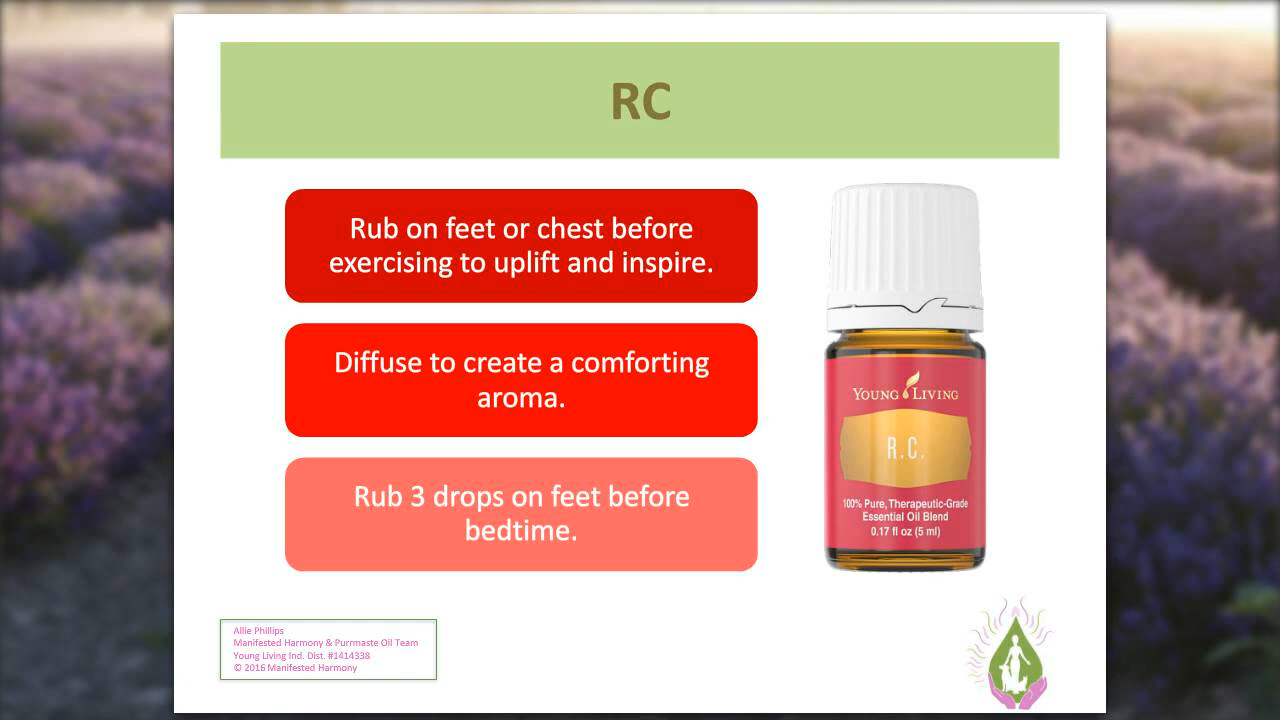 RC
Rub on feet or chest before
exercising to uplift and inspire.
Diffuse to create a comforting
aroma.
Rub 3 drops on feet before
bedtime.
YOUNG LIVING
R.C.
100% Pure, Therapeutic-Grade
Essential Oil Blend
0.17 fl oz (5 ml)
Allie Phillips
Manifested Harmony & Purrmaste Oil Team
Young Living Ind. Dist. #1414338
© 2016 Manifested Harmony